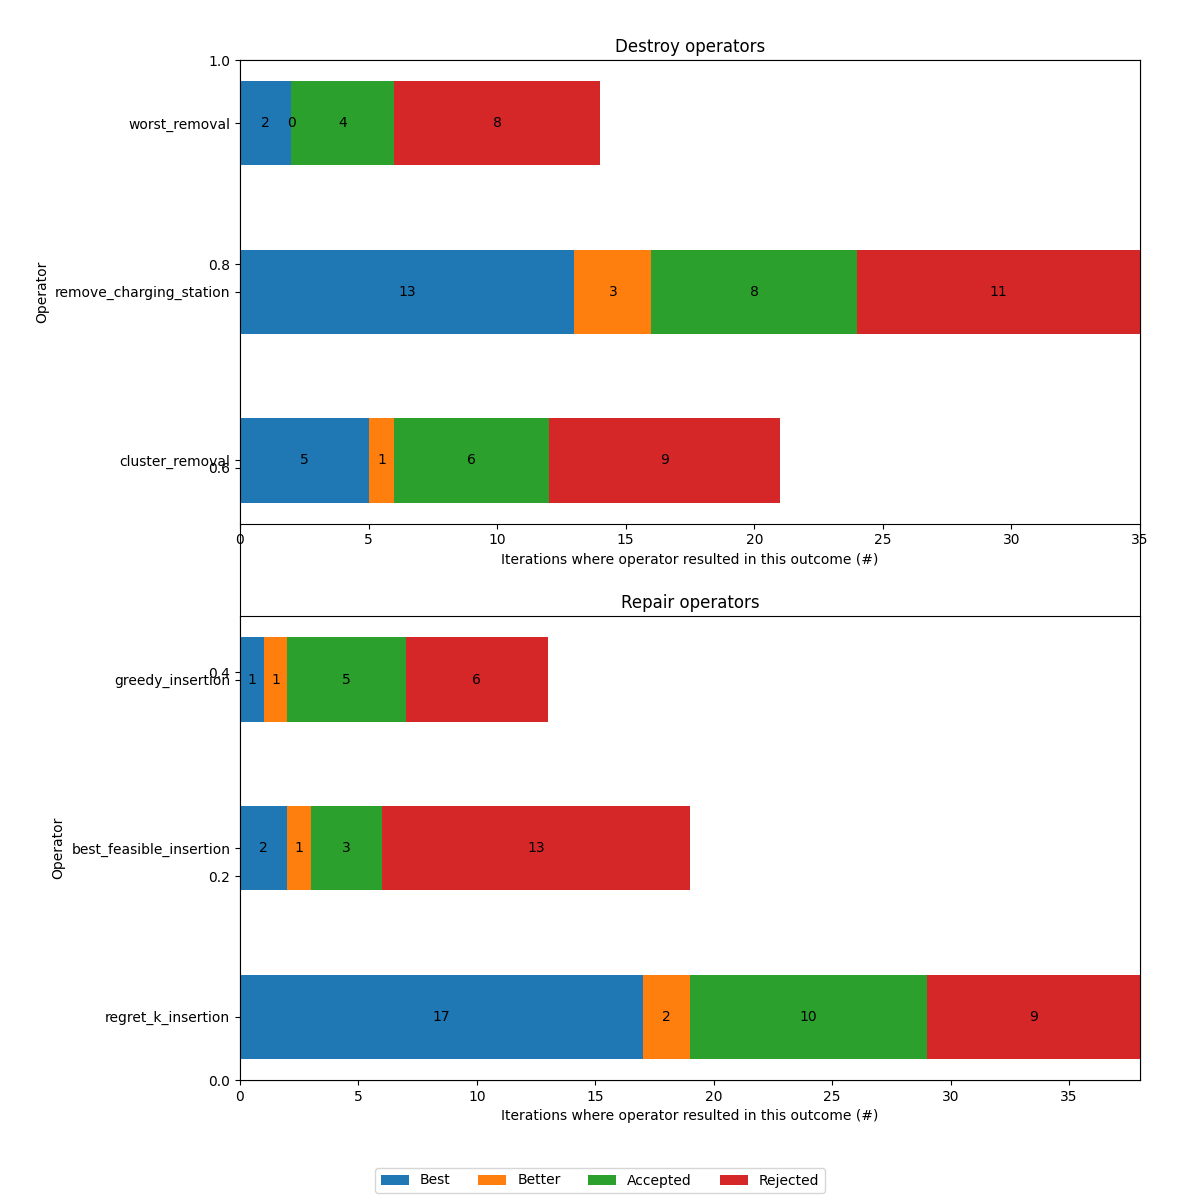 Destroy operators
1.0
worst_removal 2 0 4 8
0.8
Operator
remove_charging_station 13 3 8 11
cluster_removal 5 1 6 9
0.6
0 5 10 15 20 25 30 35
Iterations where operator resulted in this outcome (#)
Repair operators
0.4
greedy_insertion 1 1 5 6
Operator
best_feasible_insertion 2 1 3 13
0.2
regret_k_insertion 17 2 10 9
0.0
0 5 10 15 20 25 30 35
Iterations where operator resulted in this outcome (#)
Best Better Accepted Rejected